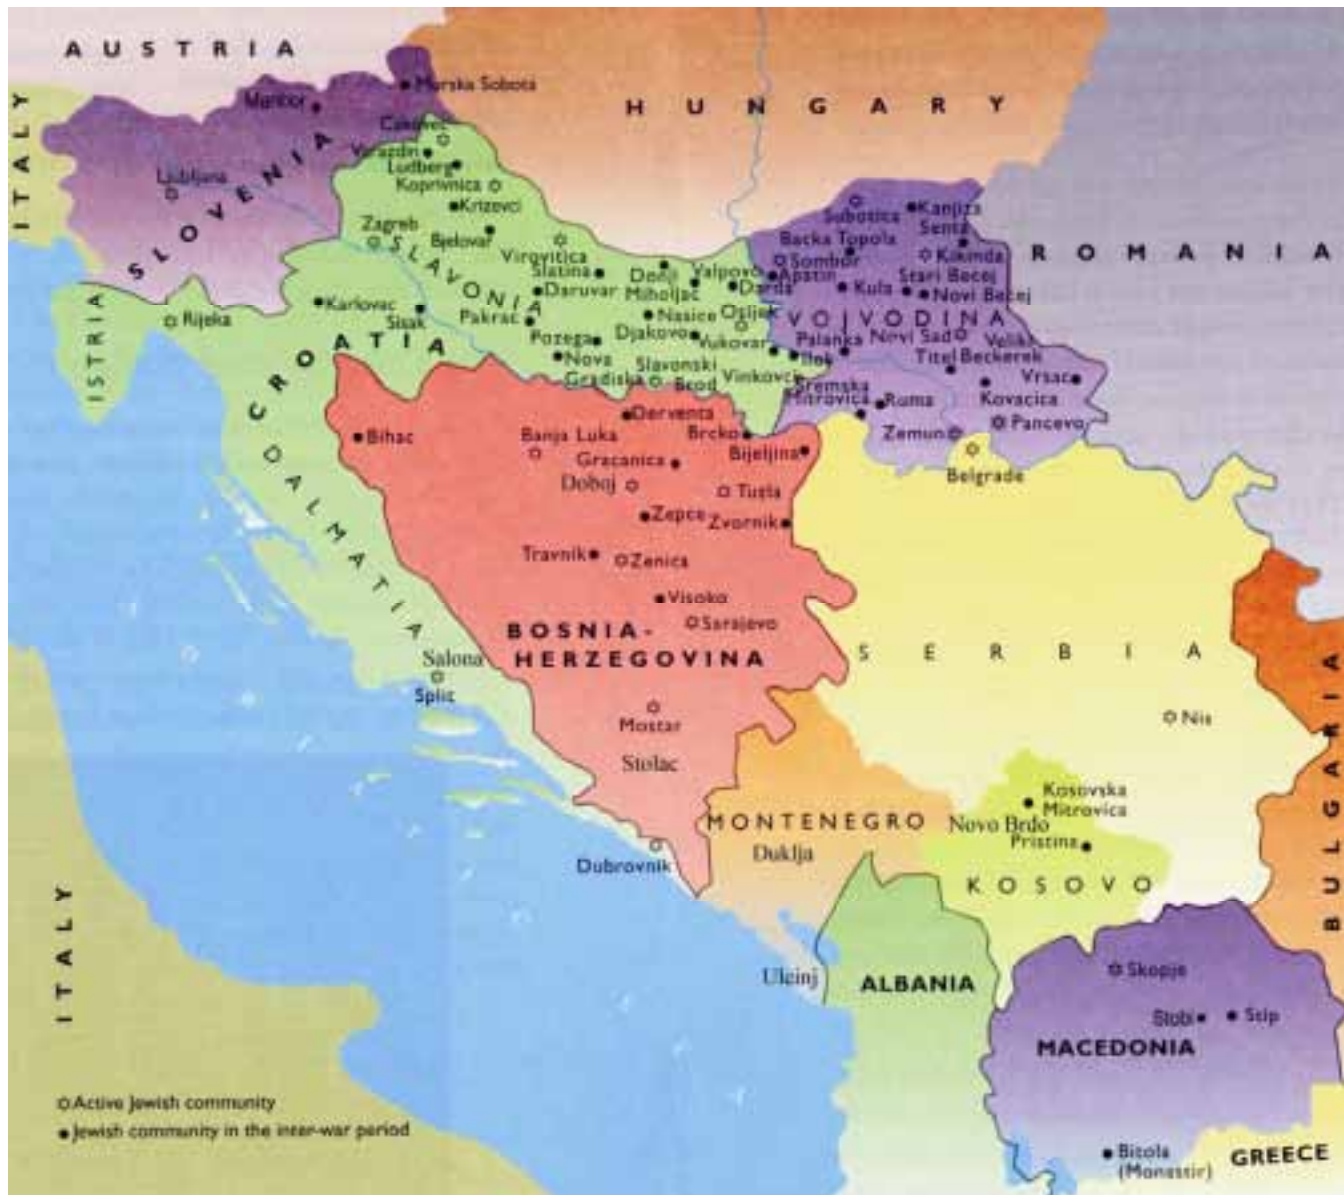 AUSTRIA
HUNGARY
ITALY
Murska Sobota
Maribor
Cakovec
Varazdin
Ludberg
Koprivnica
Ljubljana
SLOVENIA
Krizevci
Zagreb
SLAVONIA
Bjelovar
Virovitica
Slatina
Daruvar
Pakrac
Donji
Miholjac
Valpovo
Darda
Nasice
Osijek
Djakovo
Vukovar
Pozega
Nova
Gradiska
Slavonski
Brod
Vinkovci
Ilok
ISTRIA
Rijeka
Karlovac
Sisak
CROATIA
DALMATIA
Subotica
Kanjiza
Senta
Backa Topola
Sombor
Kikinda
Apatin
Stari Becej
Kula
Novi Becej
VOJVODINA
Palanka
Novi Sad
Veliki
Titel
Beckerek
Vrsac
Sremska
Mitrovica
Ruma
Kovacica
Zemun
Pancevo
ROMANIA
Belgrade
Derventa
Bihac
Banja Luka
Brcko
Gracanica
Bijeljina
Doboj
Tusla
Zepce
Zvornik
Travnik
Zenica
Visoko
Sarajevo
BOSNIA-
HERZEGOVINA
Salona
Split
Mostar
Stolac
SERBIA
Nis
BULGARIA
Kosovska
Mitrovica
MONTENEGRO
Novo Brdo
Duklja
Pristina
KOSOVO
Dubrovnik
Ulcinj
ALBANIA
ITALY
Skopje
Stobi
Stip
MACEDONIA
Active Jewish community
Jewish community in the inter-war period
Bitola
(Monastir)
GREECE